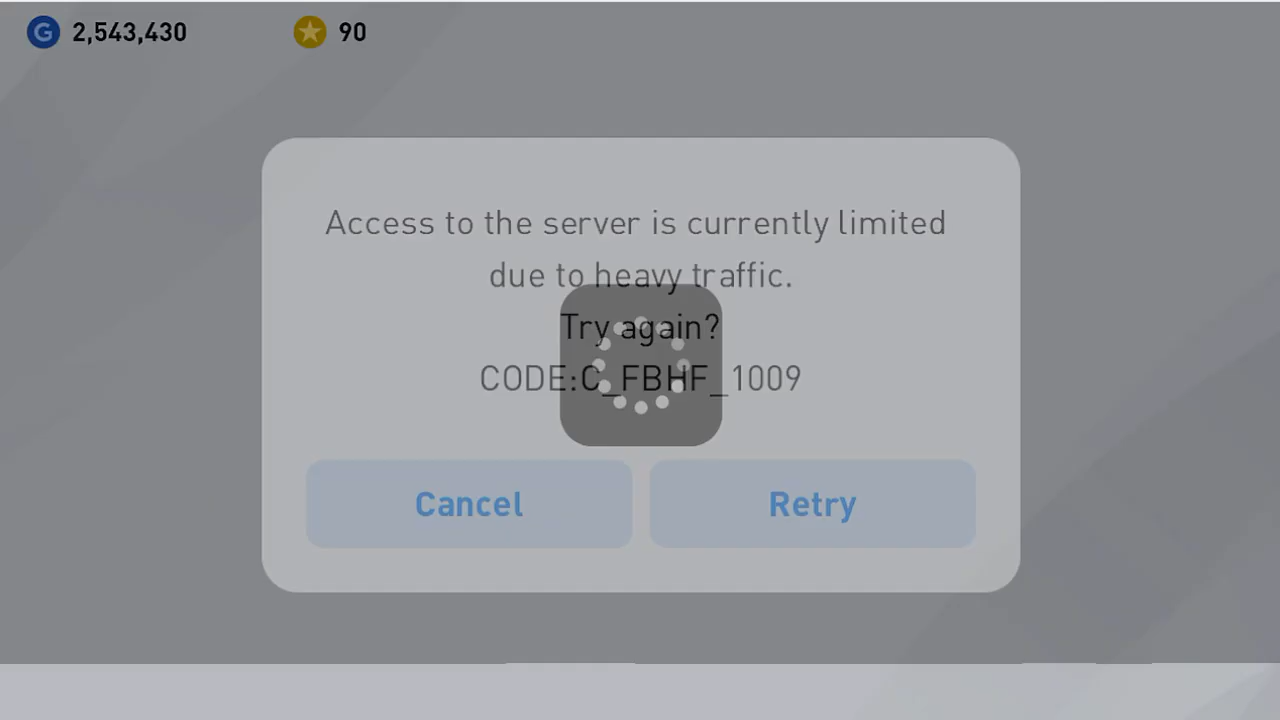 G 2,543,430 90
Access to the server is currently limited
due to heavy traffic.
Try again?
CODE:C_FBHF_1009
Cancel Retry